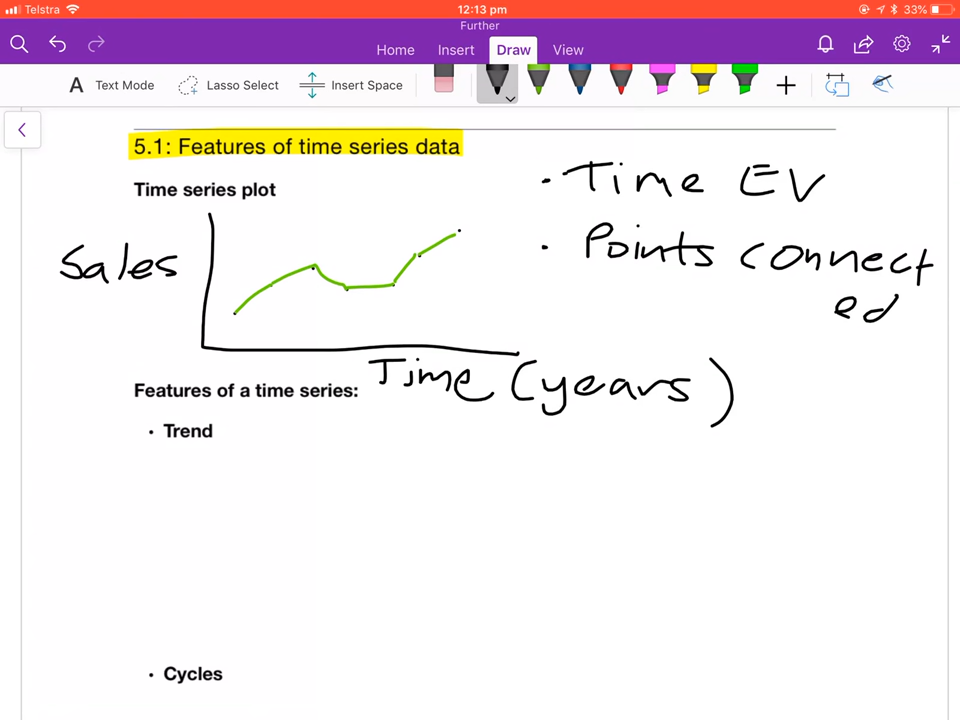 Telstra 12:13 pm 33%
Further
Home Insert Draw View
Text Mode Lasso Select Insert Space
5.1: Features of time series data
Time series plot
• Time EV
• Points connect
ed
Sales
Time (years)
Features of a time series:
• Trend
• Cycles